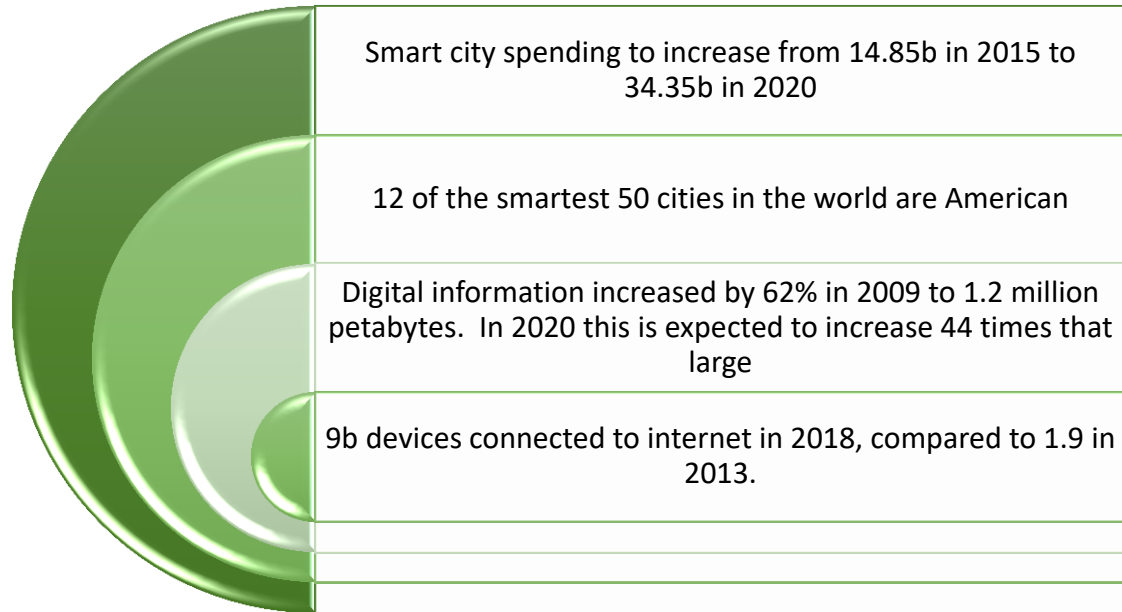 Smart city spending to increase from 14.85b in 2015 to
34.35b in 2020
12 of the smartest 50 cities in the world are American
Digital information increased by 62% in 2009 to 1.2 million
petabytes.  In 2020 this is expected to increase 44 times that
large
9b devices connected to internet in 2018, compared to 1.9 in
2013.